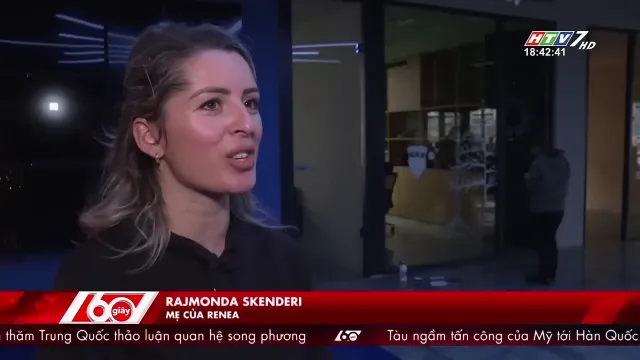 HTV7 HD
18:42:41
60 giây
RAJMONDA SKENDERI
MẸ CỦA RENEA
n thăm Trung Quốc thảo luận quan hệ song phương 60 Tàu ngầm tấn công của Mỹ tới Hàn Quốc